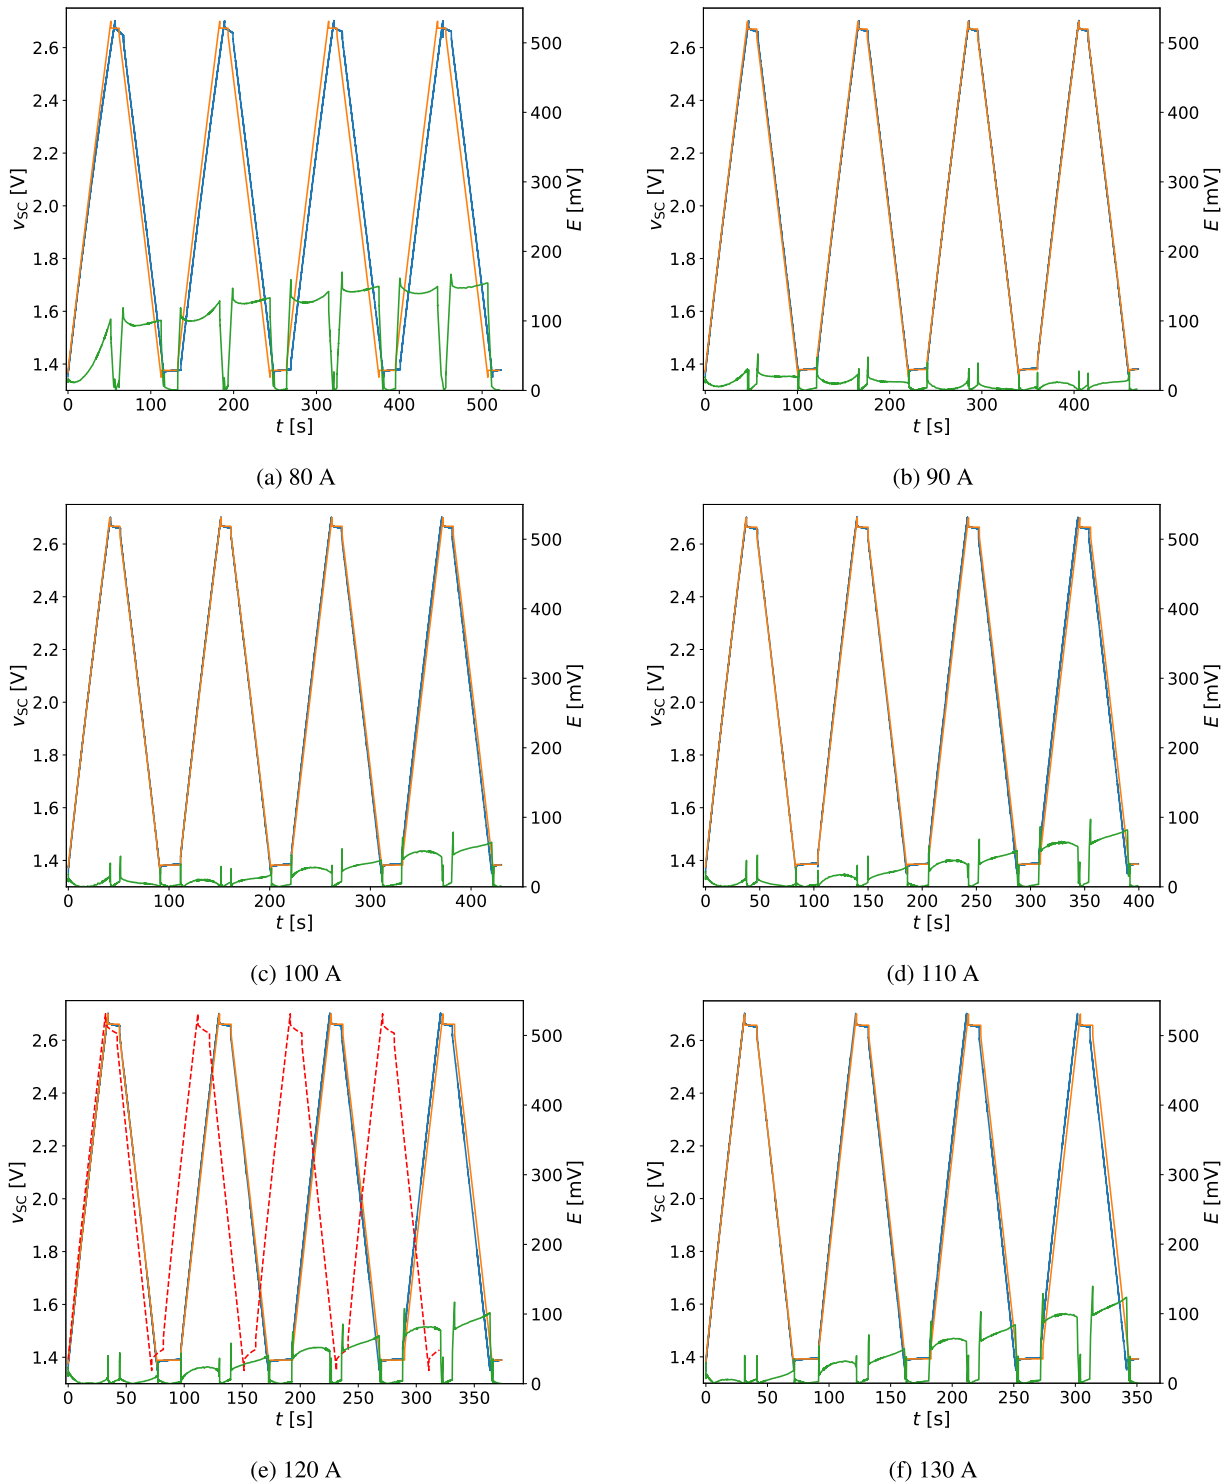 2.6
2.4
2.2
2.0
1.8
1.6
1.4
v_SC [V]
500
400
300
200
100
0
E [mV]
0 100 200 300 400 500
t [s]
(a) 80 A
2.6
2.4
2.2
2.0
1.8
1.6
1.4
v_SC [V]
500
400
300
200
100
0
E [mV]
0 100 200 300 400
t [s]
(b) 90 A
2.6
2.4
2.2
2.0
1.8
1.6
1.4
v_SC [V]
500
400
300
200
100
0
E [mV]
0 100 200 300 400
t [s]
(c) 100 A
2.6
2.4
2.2
2.0
1.8
1.6
1.4
v_SC [V]
500
400
300
200
100
0
E [mV]
0 50 100 150 200 250 300 350 400
t [s]
(d) 110 A
2.6
2.4
2.2
2.0
1.8
1.6
1.4
v_SC [V]
500
400
300
200
100
0
E [mV]
0 50 100 150 200 250 300 350
t [s]
(e) 120 A
2.6
2.4
2.2
2.0
1.8
1.6
1.4
v_SC [V]
500
400
300
200
100
0
E [mV]
0 50 100 150 200 250 300 350
t [s]
(f) 130 A